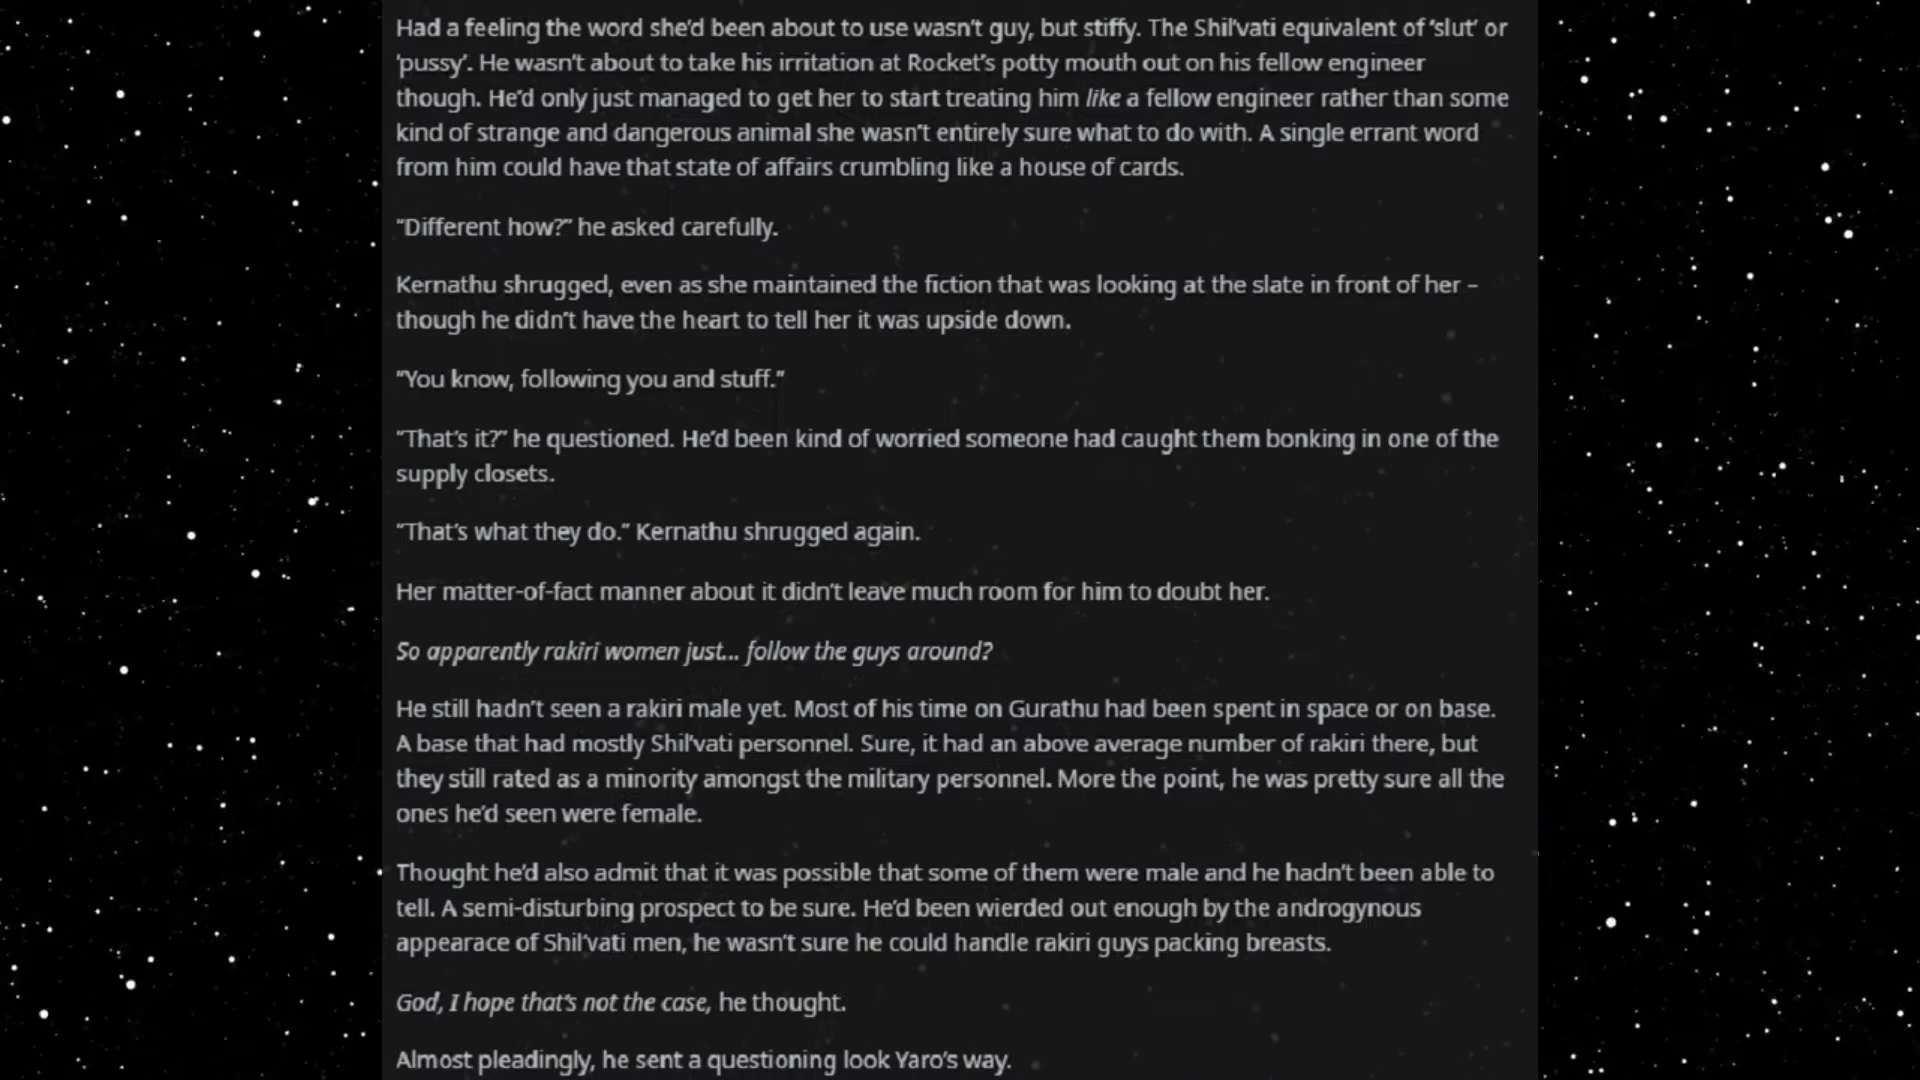 Had a feeling the word she’d been about to use wasn’t guy, but stiffy. The Shil’vati equivalent of ‘slut’ or
‘pussy’. He wasn’t about to take his irritation at Rocket’s potty mouth out on his fellow engineer
though. He’d only just managed to get her to start treating him like a fellow engineer rather than some
kind of strange and dangerous animal she wasn’t entirely sure what to do with. A single errant word
from him could have that state of affairs crumbling like a house of cards.
“Different how?” he asked carefully.
Kernathu shrugged, even as she maintained the fiction that was looking at the slate in front of her –
though he didn’t have the heart to tell her it was upside down.
“You know, following you and stuff.”
“That’s it?” he questioned. He’d been kind of worried someone had caught them bonking in one of the
supply closets.
“That’s what they do.” Kernathu shrugged again.
Her matter-of-fact manner about it didn’t leave much room for him to doubt her.
So apparently rakiri women just... follow the guys around?
He still hadn’t seen a rakiri male yet. Most of his time on Gurathu had been spent in space or on base.
A base that had mostly Shil’vati personnel. Sure, it had an above average number of rakiri there, but
they still rated as a minority amongst the military personnel. More the point, he was pretty sure all the
ones he’d seen were female.
Thought he’d also admit that it was possible that some of them were male and he hadn’t been able to
tell. A semi-disturbing prospect to be sure. He’d been wierded out enough by the androgynous
appearace of Shil’vati men, he wasn’t sure he could handle rakiri guys packing breasts.
God, I hope that’s not the case, he thought.
Almost pleadingly, he sent a questioning look Yaro’s way.